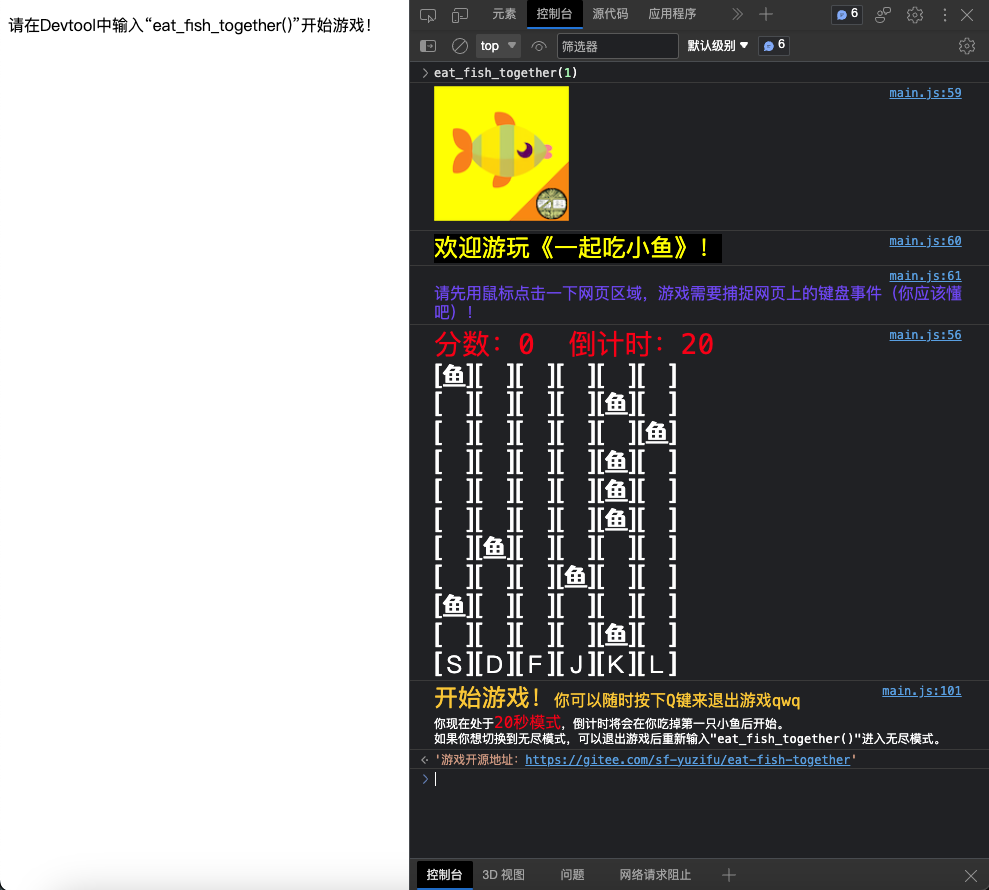 请在Devtool中输入“eat_fish_together()”开始游戏！
元素 控制台 源代码 应用程序 6
top 筛选器 默认级别 6
eat_fish_together(1)
main.js:59
欢迎游玩《一起吃小鱼》！ main.js:60
main.js:61
请先用鼠标点击一下网页区域，游戏需要捕捉网页上的键盘事件（你应该懂
吧）！
分数：0 倒计时：20 main.js:56
[鱼][　][　][　][　][　]
[　][　][　][　][鱼][　]
[　][　][　][　][　][鱼]
[　][　][　][　][鱼][　]
[　][　][　][　][鱼][　]
[　][　][　][　][鱼][　]
[　][鱼][　][　][　][　]
[　][　][　][鱼][　][　]
[鱼][　][　][　][　][　]
[　][　][　][　][鱼][　]
[S][D][F][J][K][L]
开始游戏！你可以随时按下Q键来退出游戏qwq main.js:101
你现在处于20秒模式，倒计时将会在你吃掉第一只小鱼后开始。
如果你想切换到无尽模式，可以退出游戏后重新输入"eat_fish_together()"进入无尽模式。
'游戏开源地址：https://gitee.com/sf-yuzifu/eat-fish-together'
控制台 3D 视图 问题 网络请求阻止